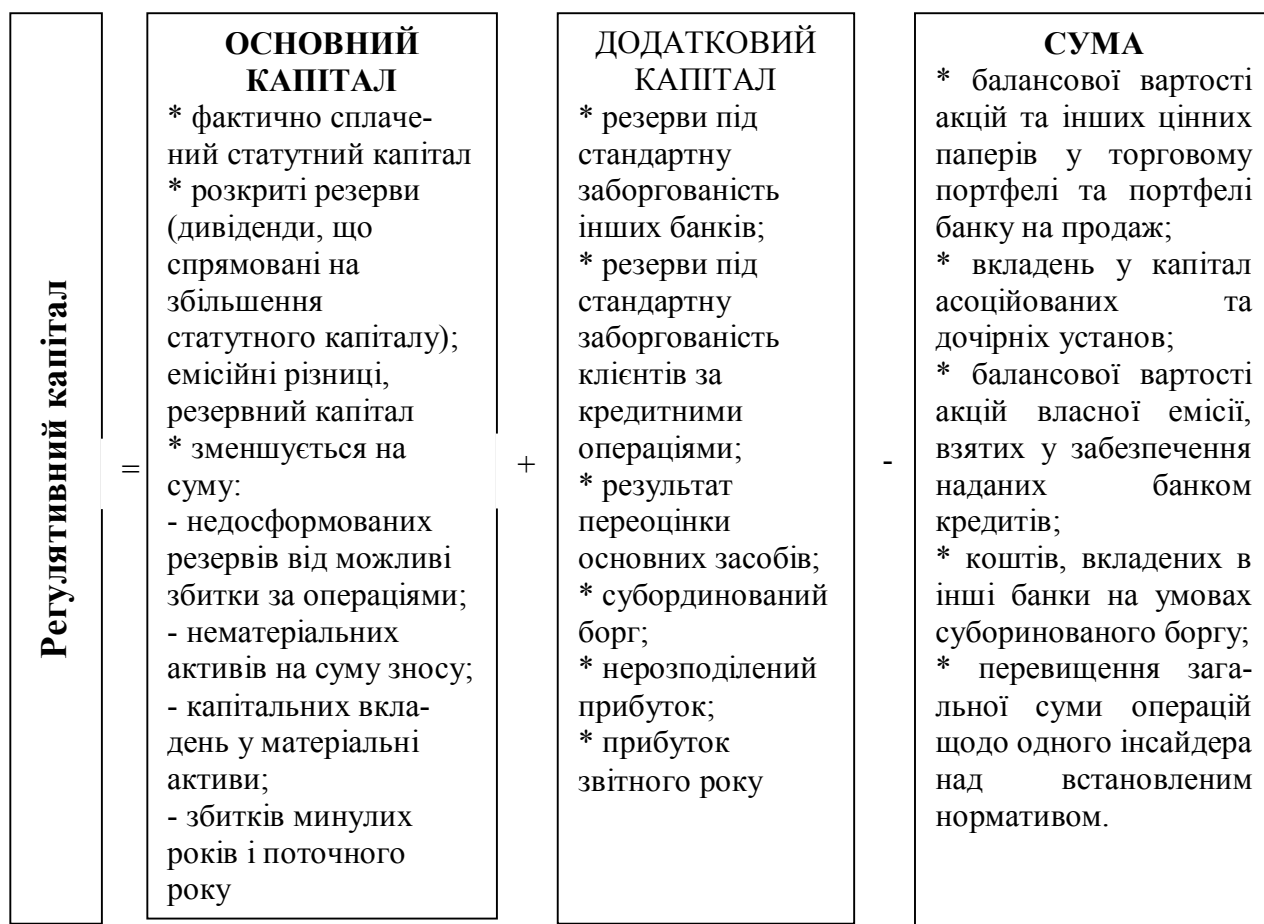 Регулятивний капітал
=
ОСНОВНИЙ
КАПІТАЛ
* фактично сплаче-
ний статутний капітал
* розкриті резерви
(дивіденди, що
спрямовані на
збільшення
статутного капіталу);
емісійні різниці,
резервний капітал
* зменшується на
суму:
- недосформованих
резервів від можливі
збитки за операціями;
- нематеріальних
активів на суму зносу;
- капітальних вкла-
день у матеріальні
активи;
- збитків минулих
років і поточного
року
+
ДОДАТКОВИЙ
КАПІТАЛ
* резерви під
стандартну
заборгованість
інших банків;
* резерви під
стандартну
заборгованість
клієнтів за
кредитними
операціями;
* результат
переоцінки
основних засобів;
* субординований
борг;
* нерозподілений
прибуток;
* прибуток
звітного року
-
СУМА
* балансової вартості
акцій та інших цінних
паперів у торговому
портфелі та портфелі
банку на продаж;
* вкладень у капітал
асоційованих та
дочірніх установ;
* балансової вартості
акцій власної емісії,
взятих у забезпечення
наданих банком
кредитів;
* коштів, вкладених в
інші банки на умовах
суборинованого боргу;
* перевищення зага-
льної суми операцій
щодо одного інсайдера
над встановленим
нормативом.